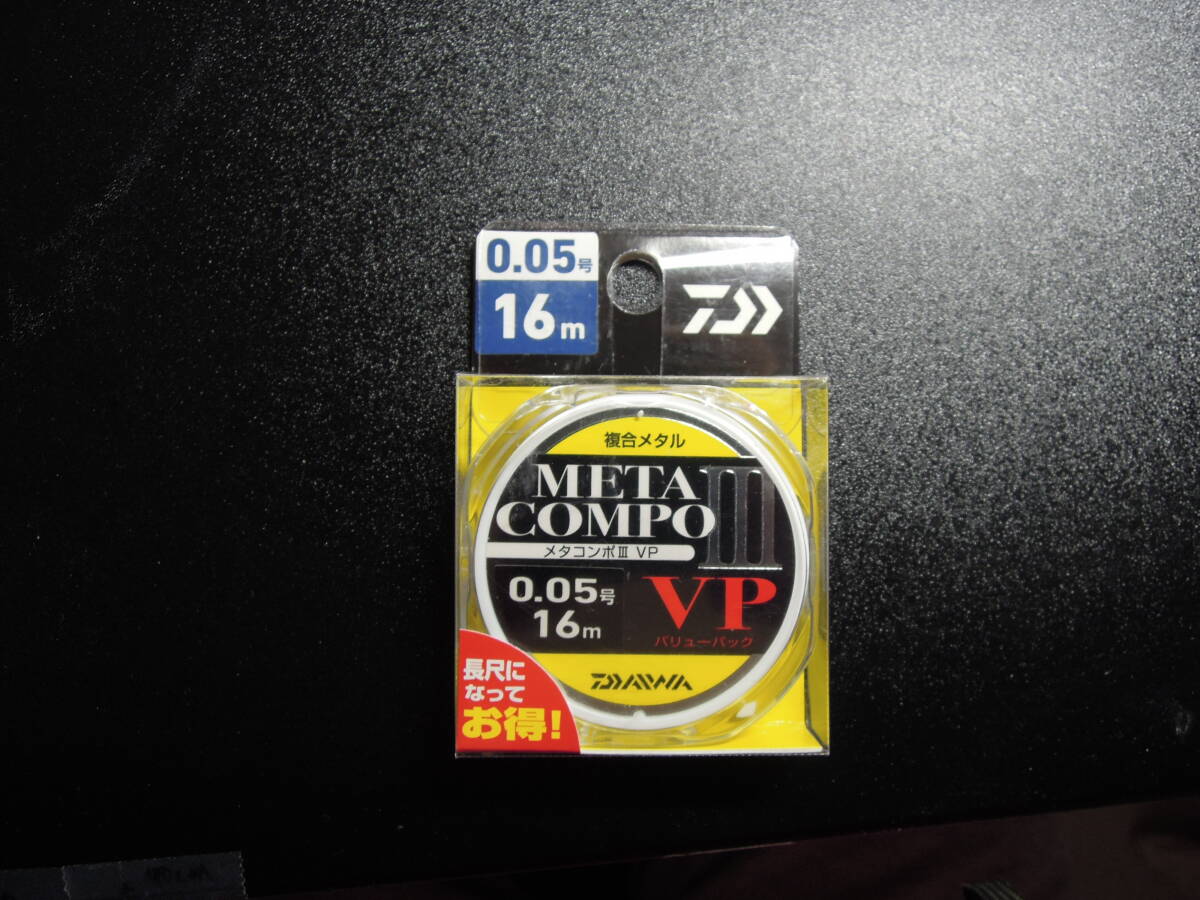 0.05号
16m
複合メタル
META
COMPO III
メタコンポⅢ VP
0.05号
16m
VP
バリューパック
DAIWA
長尺に
なって
お得!